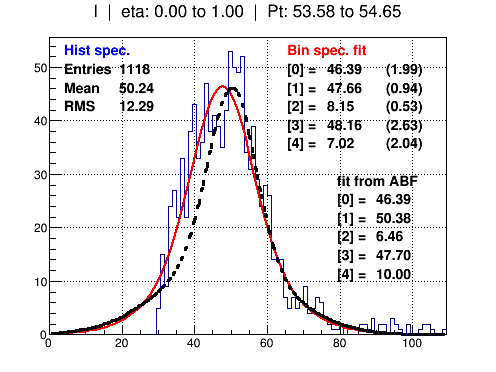 I | eta: 0.00 to 1.00 | Pt: 53.58 to 54.65
Hist spec.
Entries 1118
Mean 50.24
RMS 12.29
Bin spec. fit
[0] = 46.39 (1.99)
[1] = 47.66 (0.94)
[2] = 8.15 (0.53)
[3] = 48.16 (2.63)
[4] = 7.02 (2.04)
fit from ABF
[0] = 46.39
[1] = 50.38
[2] = 6.46
[3] = 47.70
[4] = 10.00
50
40
30
20
10
0
0 20 40 60 80 100